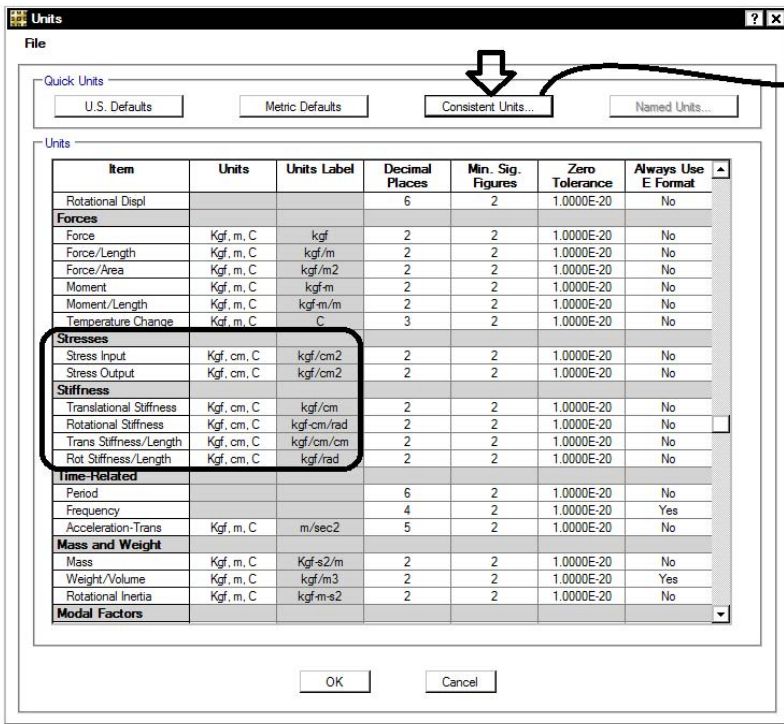 Units
File
Quick Units
U.S. Defaults Metric Defaults Consistent Units... Named Units...
Units
Item Units Units Label Decimal Places Min. Sig. Figures Zero Tolerance Always Use E Format
Rotational Displ 6 2 1.0000E-20 No
Forces
Force Kgf, m, C kgf 2 2 1.0000E-20 No
Force/Length Kgf, m, C kgf/m 2 2 1.0000E-20 No
Force/Area Kgf, m, C kgf/m2 2 2 1.0000E-20 No
Moment Kgf, m, C kgf-m 2 2 1.0000E-20 No
Moment/Length Kgf, m, C kgf-m/m 2 2 1.0000E-20 No
Temperature Change Kgf, m, C C 3 2 1.0000E-20 No
Stresses
Stress Input Kgf, cm, C kgf/cm2 2 2 1.0000E-20 No
Stress Output Kgf, cm, C kgf/cm2 2 2 1.0000E-20 No
Stiffness
Translational Stiffness Kgf, cm, C kgf/cm 2 2 1.0000E-20 No
Rotational Stiffness Kgf, cm, C kgf-cm/rad 2 2 1.0000E-20 No
Trans Stiffness/Length Kgf, cm, C kgf/cm/cm 2 2 1.0000E-20 No
Rot Stiffness/Length Kgf, cm, C kgf/rad 2 2 1.0000E-20 No
Time-Related
Period 6 2 1.0000E-20 No
Frequency 4 2 1.0000E-20 Yes
Acceleration-Trans Kgf, m, C m/sec2 5 2 1.0000E-20 No
Mass and Weight
Mass Kgf, m, C Kgf-s2/m 2 2 1.0000E-20 No
Weight/Volume Kgf, m, C kgf/m3 2 2 1.0000E-20 Yes
Rotational Inertia Kgf, m, C kgf-m-s2 2 2 1.0000E-20 No
Modal Factors
OK Cancel